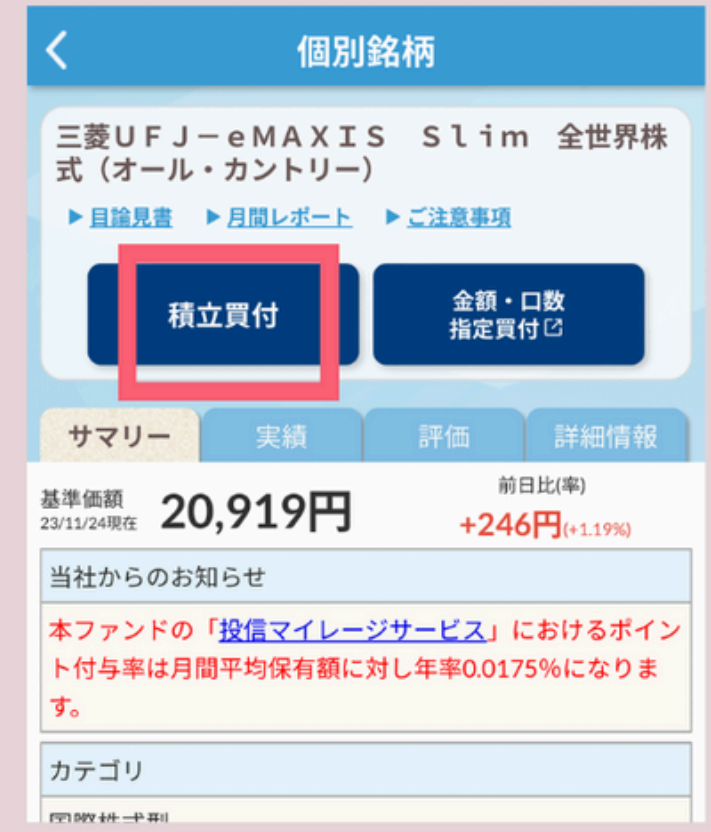 個別銘柄
三菱UFJ－eMAXIS Slim 全世界株
式（オール・カントリー）
▶目論見書 ▶月間レポート ▶ご注意事項
積立買付
金額・口数
指定買付
サマリー 実績 評価 詳細情報
基準価額
23/11/24現在
20,919円
前日比(率)
+246円(+1.19%)
当社からのお知らせ
本ファンドの「投信マイレージサービス」におけるポイン
ト付与率は月間平均保有額に対し年率0.0175%になりま
す。
カテゴリ
国際株式型